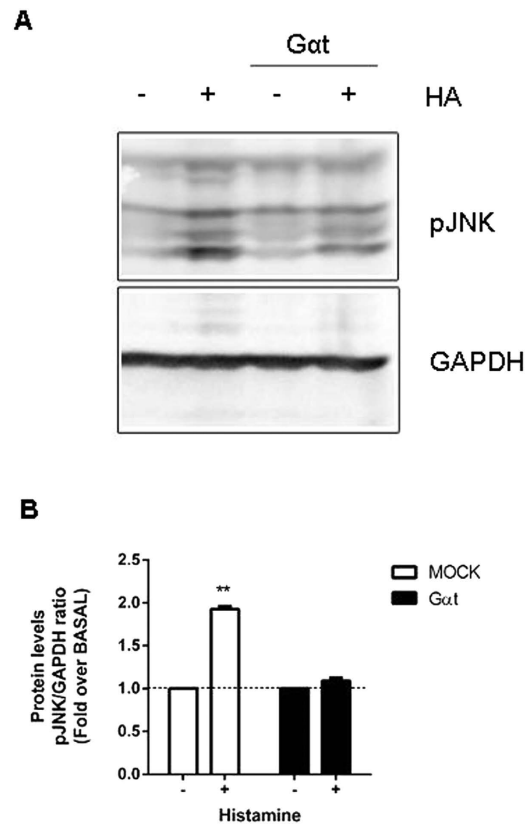 A
Gαt
- + - + HA
pJNK
GAPDH
B
Protein levels
pJNK/GAPDH ratio
(Fold over BASAL)
2.5
2.0
1.5
1.0
0.5
0.0
**
MOCK
Gαt
- + - +
Histamine